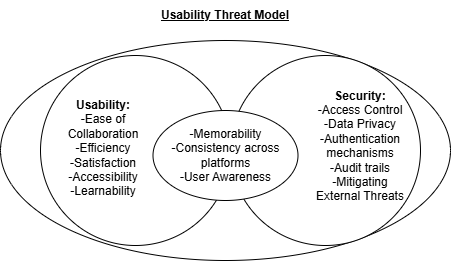 Usability Threat Model
Usability:
-Ease of
Collaboration
-Efficiency
-Satisfaction
-Accessibility
-Learnability
-Memorability
-Consistency across
platforms
-User Awareness
Security:
-Access Control
-Data Privacy
-Authentication
mechanisms
-Audit trails
-Mitigating
External Threats